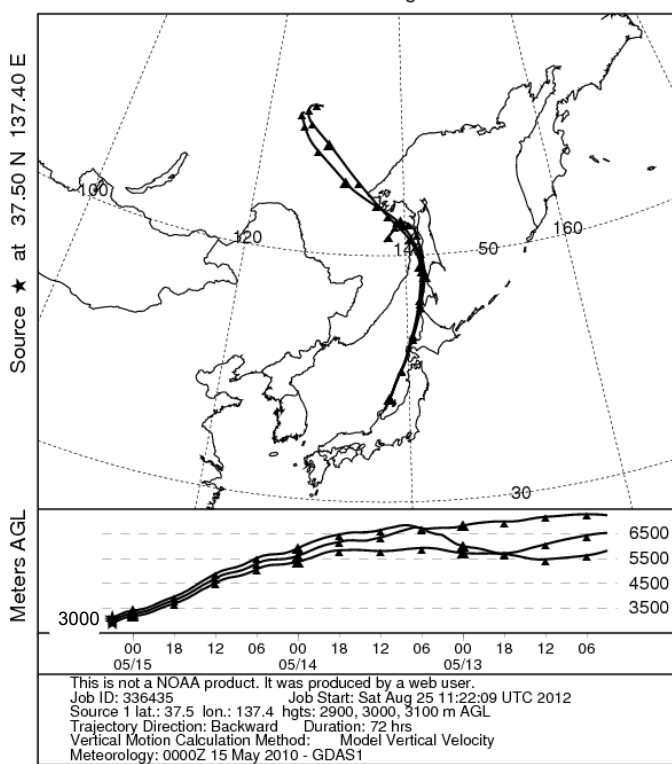 Source ★ at 37.50 N 137.40 E
100
120
140
50
160
30
Meters AGL
6500
5500
4500
3500
3000
00 18 12 06 00 18 12 06 00 18 12 06
05/15 05/14 05/13
This is not a NOAA product. It was produced by a web user.
Job ID: 336435 Job Start: Sat Aug 25 11:22:09 UTC 2012
Source 1 lat.: 37.5 lon.: 137.4 hgts: 2900, 3000, 3100 m AGL
Trajectory Direction: Backward Duration: 72 hrs
Vertical Motion Calculation Method: Model Vertical Velocity
Meteorology: 0000Z 15 May 2010 - GDAS1